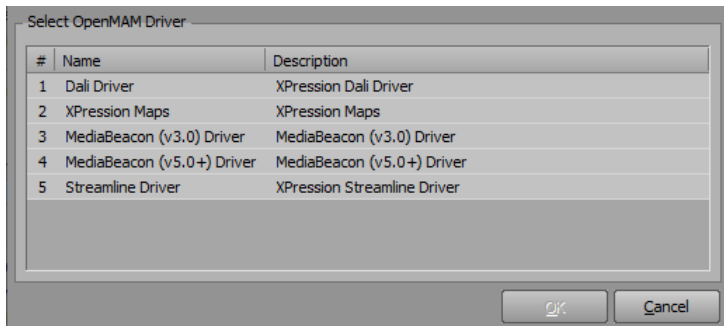 Select OpenMAM Driver
# Name Description
1 Dali Driver XPression Dali Driver
2 XPression Maps XPression Maps
3 MediaBeacon (v3.0) Driver MediaBeacon (v3.0) Driver
4 MediaBeacon (v5.0+) Driver MediaBeacon (v5.0+) Driver
5 Streamline Driver XPression Streamline Driver
OK Cancel